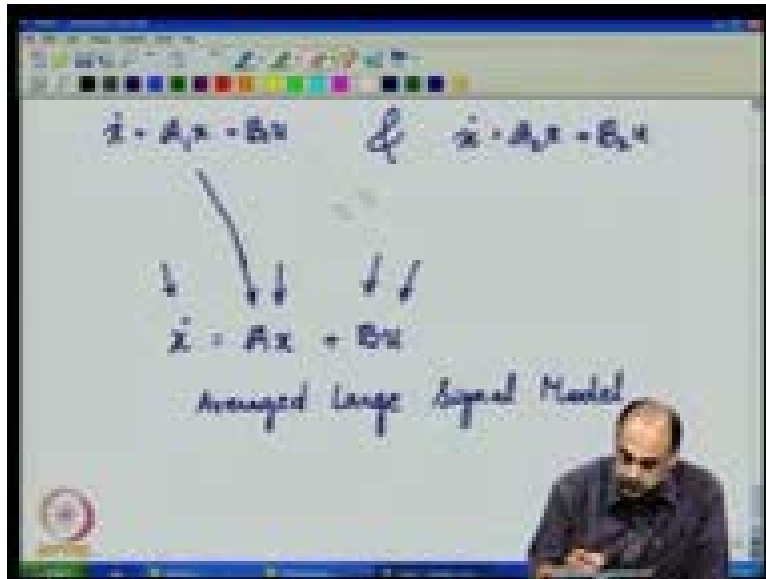 ẋ = A₁x + B₁u & ẋ = A₂x + B₂u
ẋ = Ax + Bu
Averaged Large Signal Model